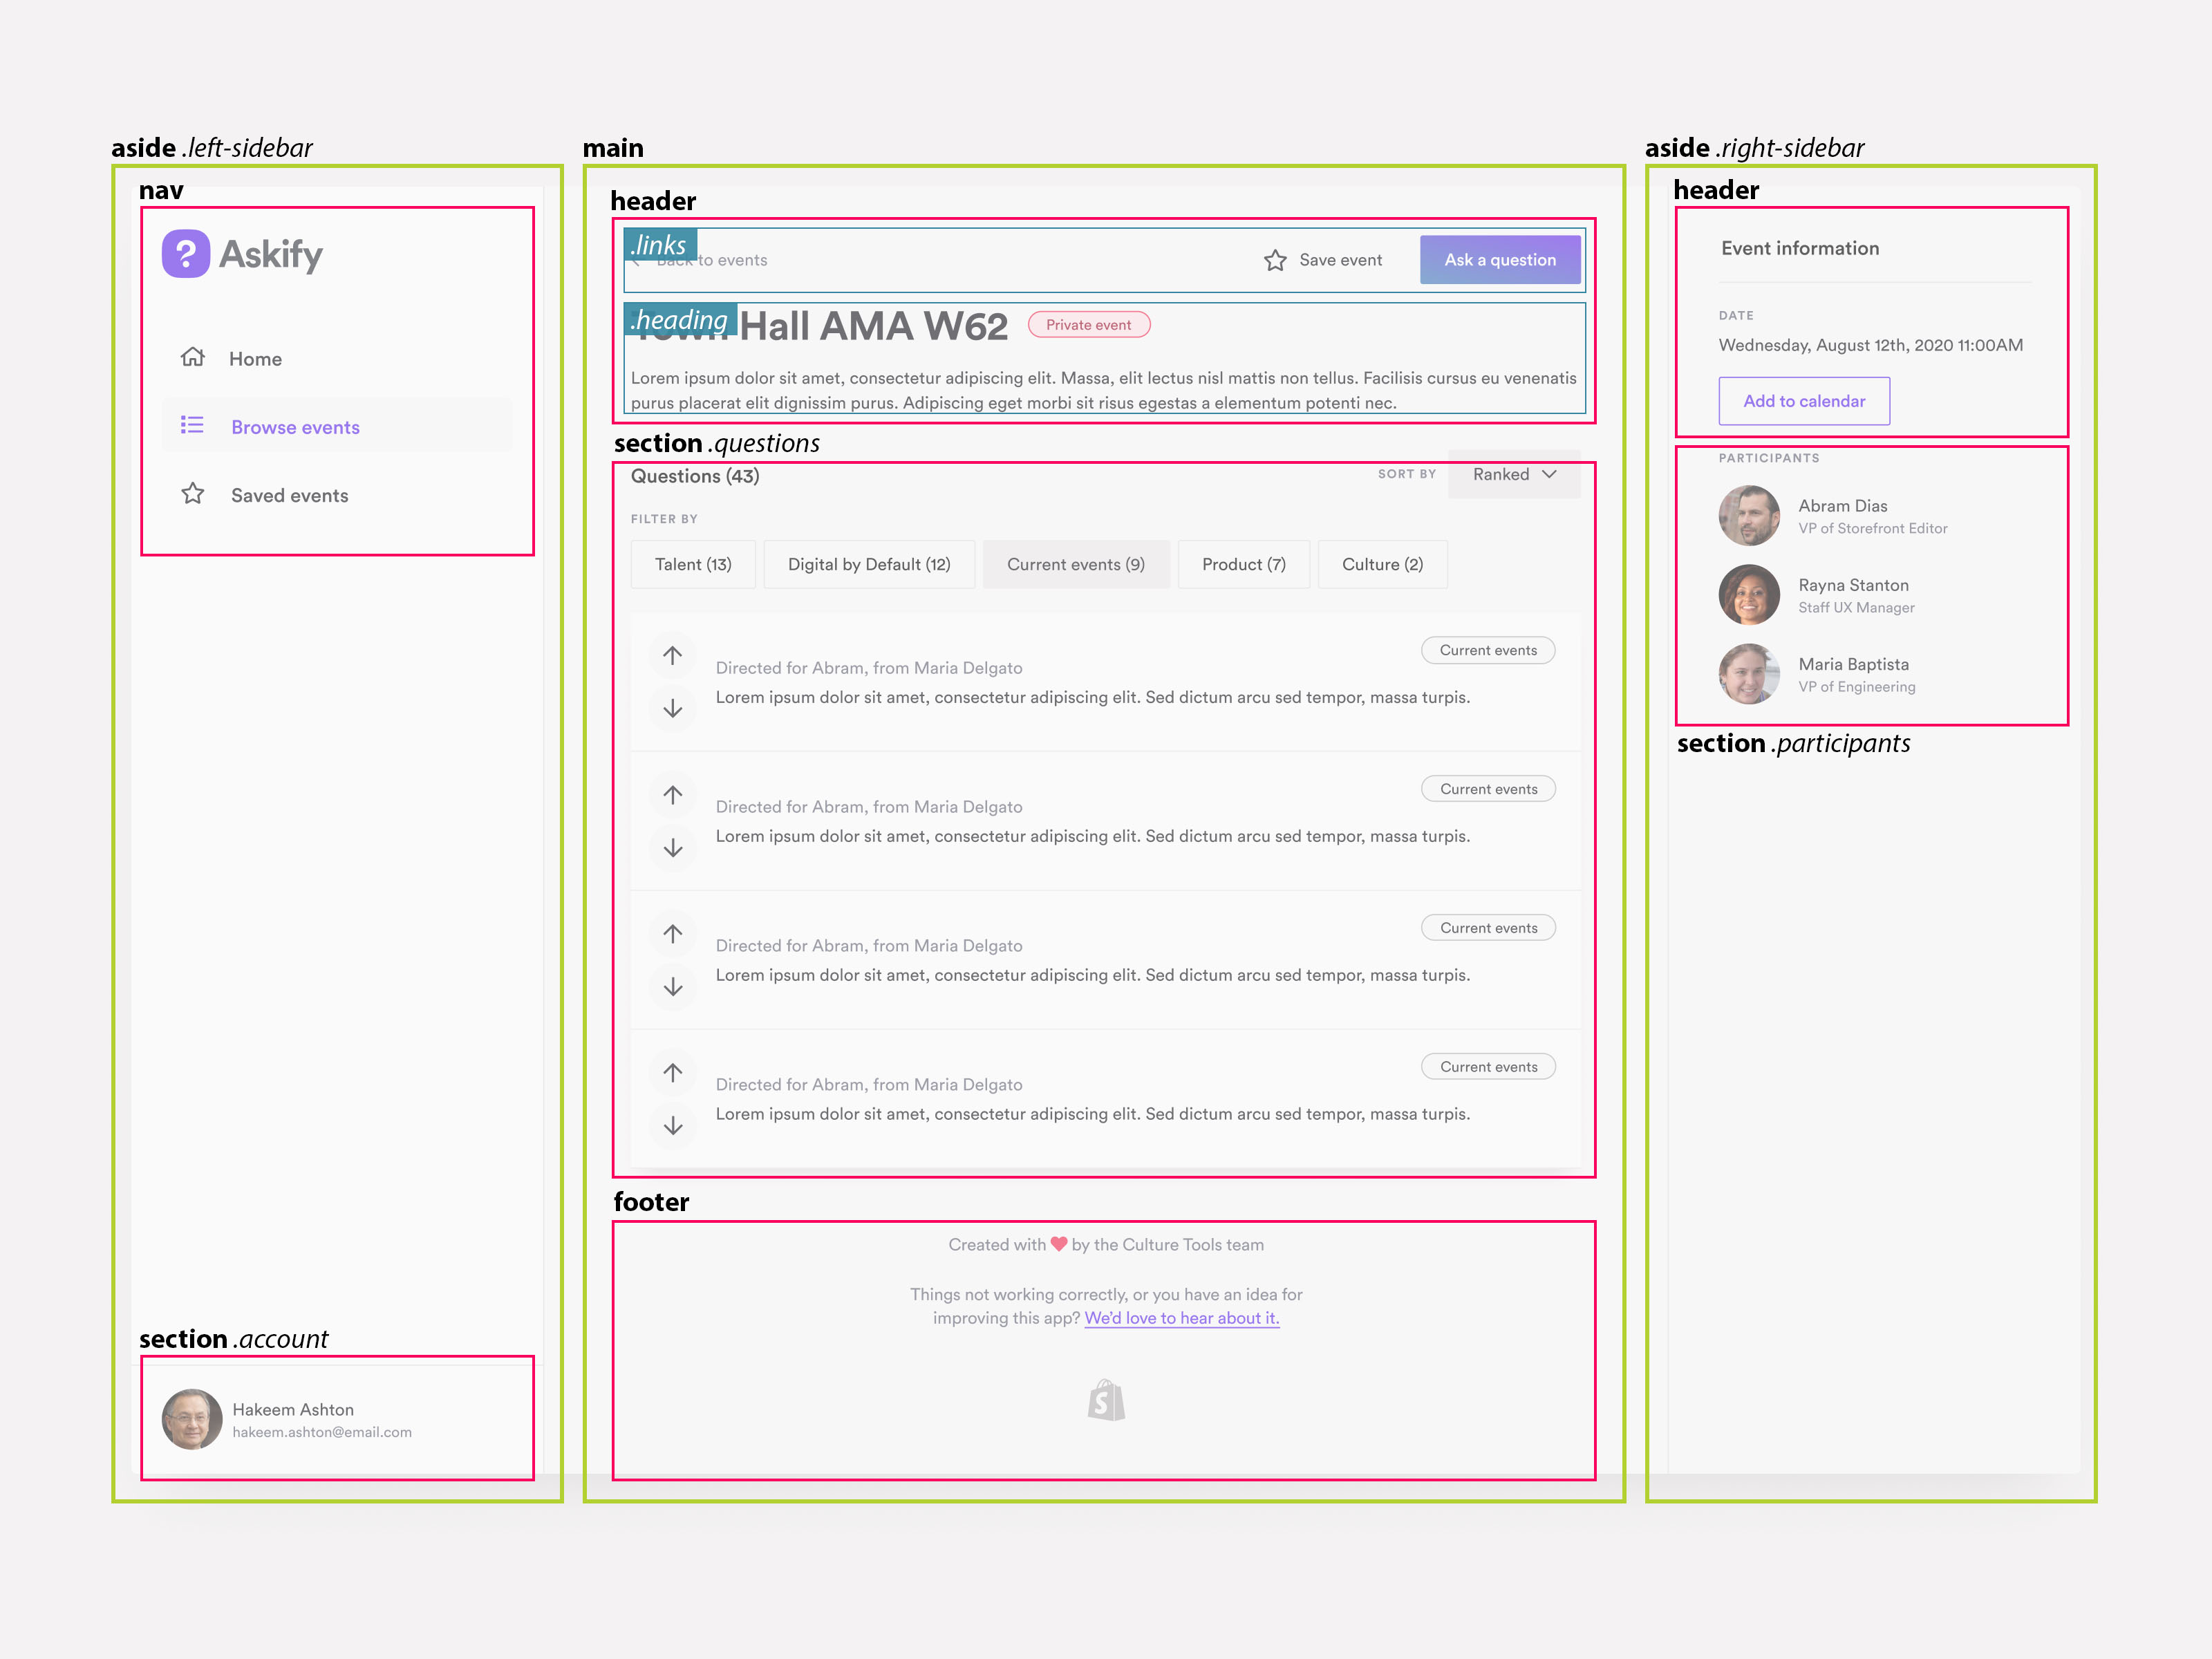 aside .left-sidebar
nav
Askify
Home
Browse events
Saved events
section .account
Hakeem Ashton
hakeem.ashton@email.com
main
header
.links
Back to events
Save event
Ask a question
.heading
Town Hall AMA W62
Private event
Lorem ipsum dolor sit amet, consectetur adipiscing elit. Massa, elit lectus nisl mattis non tellus. Facilisis cursus eu venenatis
purus placerat elit dignissim purus. Adipiscing eget morbi sit risus egestas a elementum potenti nec.
section .questions
Questions (43)
SORT BY
Ranked
FILTER BY
Talent (13)
Digital by Default (12)
Current events (9)
Product (7)
Culture (2)
Current events
Directed for Abram, from Maria Delgato
Lorem ipsum dolor sit amet, consectetur adipiscing elit. Sed dictum arcu sed tempor, massa turpis.
Current events
Directed for Abram, from Maria Delgato
Lorem ipsum dolor sit amet, consectetur adipiscing elit. Sed dictum arcu sed tempor, massa turpis.
Current events
Directed for Abram, from Maria Delgato
Lorem ipsum dolor sit amet, consectetur adipiscing elit. Sed dictum arcu sed tempor, massa turpis.
Current events
Directed for Abram, from Maria Delgato
Lorem ipsum dolor sit amet, consectetur adipiscing elit. Sed dictum arcu sed tempor, massa turpis.
footer
Created with ❤ by the Culture Tools team
Things not working correctly, or you have an idea for
improving this app? We'd love to hear about it.
aside .right-sidebar
header
Event information
DATE
Wednesday, August 12th, 2020 11:00AM
Add to calendar
PARTICIPANTS
Abram Dias
VP of Storefront Editor
Rayna Stanton
Staff UX Manager
Maria Baptista
VP of Engineering
section .participants